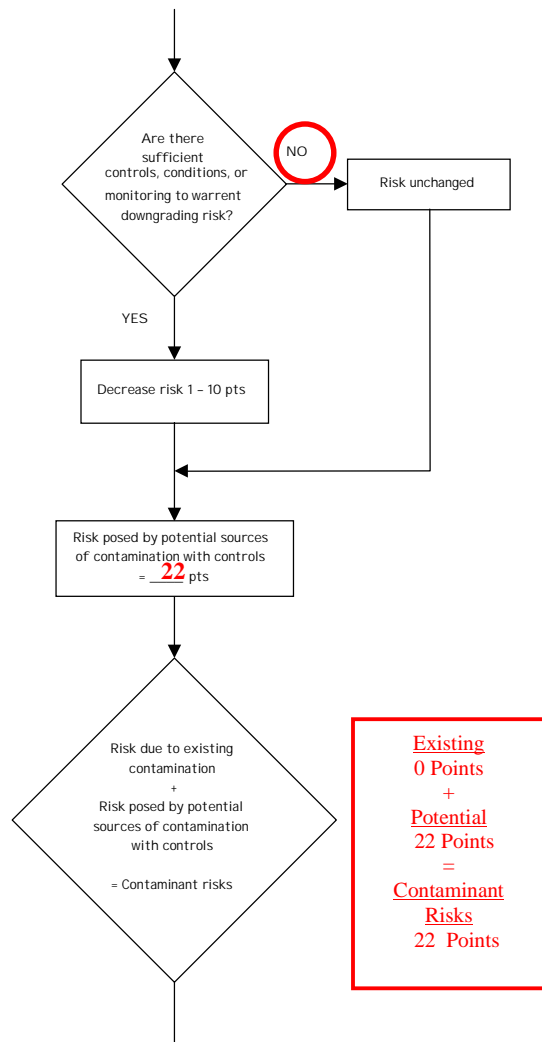 Are there
sufficient
controls, conditions, or
monitoring to warrent
downgrading risk?
NO
Risk unchanged
YES
Decrease risk 1 – 10 pts
Risk posed by potential sources
of contamination with controls
= 22 pts
Risk due to existing
contamination
+
Risk posed by potential
sources of contamination
with controls
= Contaminant risks
Existing
0 Points
+
Potential
22 Points
=
Contaminant
Risks
22 Points